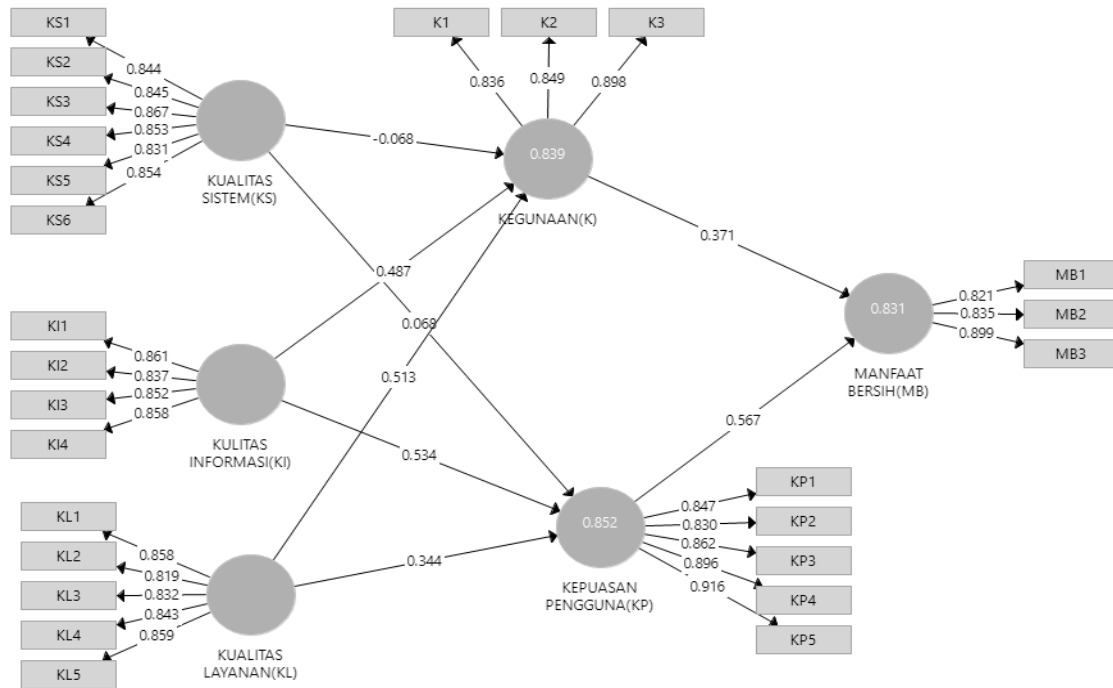 KS1
KS2
KS3
KS4
KS5
KS6
0.844
0.845
0.867
0.853
0.831
0.854
KUALITAS
SISTEM(KS)
K1
K2
K3
0.836
0.849
0.898
-0.068
0.839
KEGUNAAN(K)
0.487
0.068
0.513
0.371
KI1
KI2
KI3
KI4
0.861
0.837
0.852
0.858
KULITAS
INFORMASI(KI)
0.534
0.831
MANFAAT
BERSIH(MB)
0.821
0.835
0.899
MB1
MB2
MB3
0.567
KL1
KL2
KL3
KL4
KL5
0.858
0.819
0.832
0.843
0.859
KUALITAS
LAYANAN(KL)
0.344
0.852
KEPUASAN
PENGGUNA(KP)
0.847
0.830
0.862
0.896
0.916
KP1
KP2
KP3
KP4
KP5